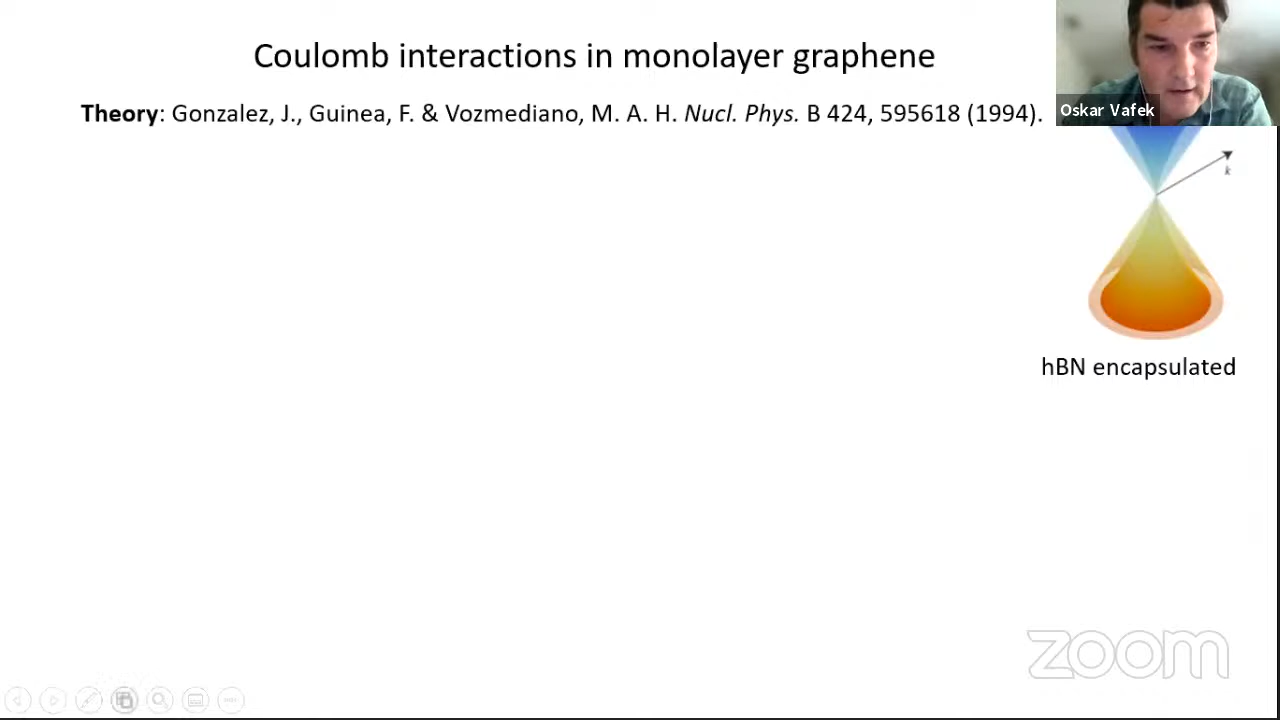 Coulomb interactions in monolayer graphene
Theory: Gonzalez, J., Guinea, F. & Vozmediano, M. A. H. Nucl. Phys. B 424, 595618 (1994).
Oskar Vafek
k
hBN encapsulated
zoom